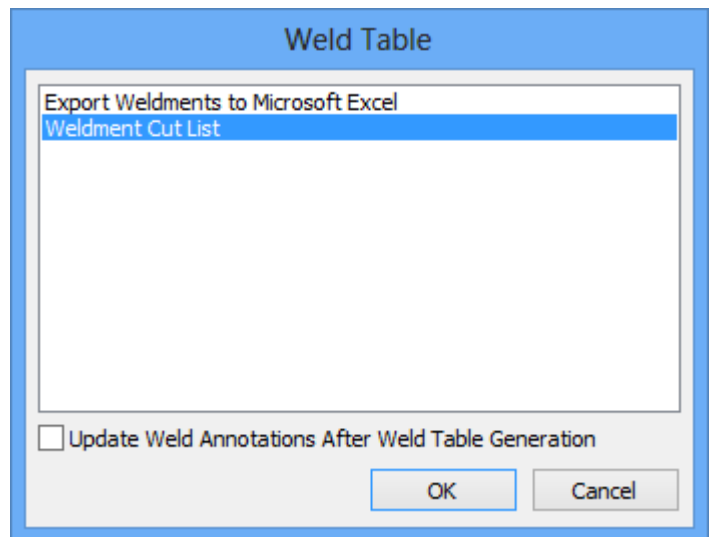 Weld Table
Export Weldments to Microsoft Excel
Weldment Cut List
Update Weld Annotations After Weld Table Generation
OK
Cancel